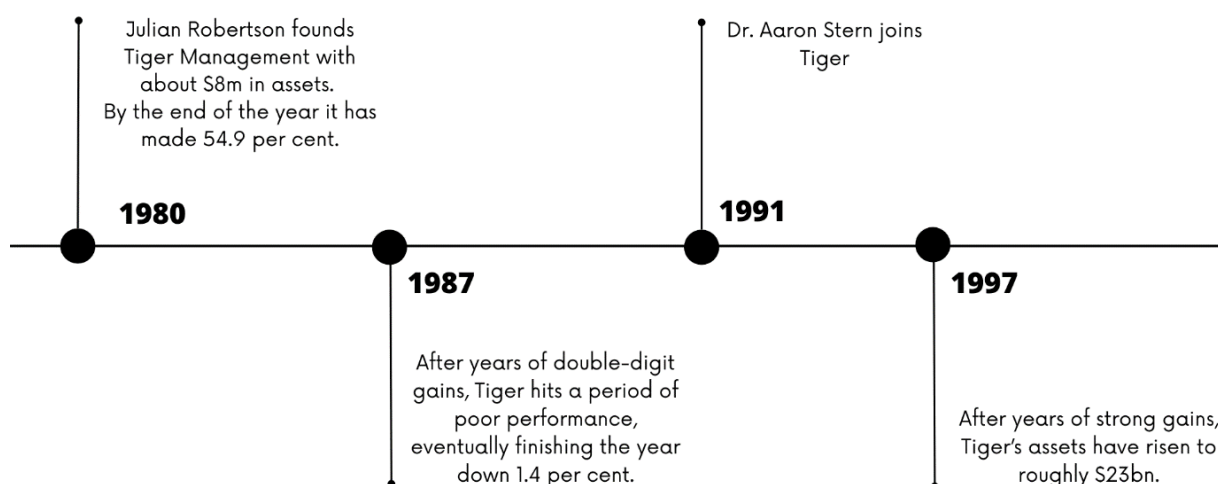 Julian Robertson founds
Tiger Management with
about $8m in assets.
By the end of the year it has
made 54.9 per cent.
1980
1987
After years of double-digit
gains, Tiger hits a period of
poor performance,
eventually finishing the year
down 1.4 per cent.
Dr. Aaron Stern joins
Tiger
1991
1997
After years of strong gains,
Tiger's assets have risen to
roughly $23bn.